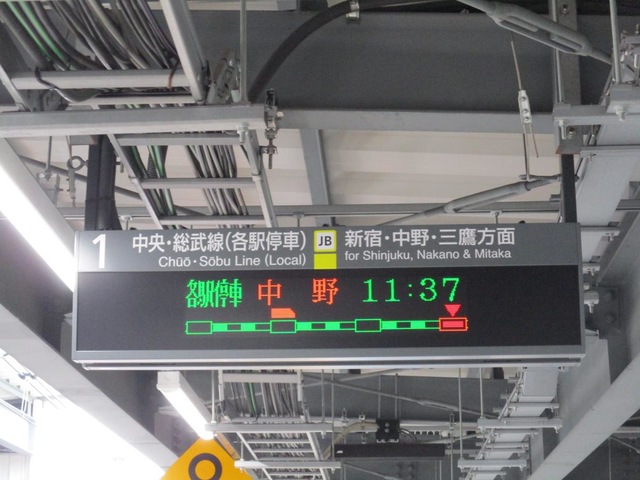 1
中央・総武線(各駅停車)
Chūō・Sōbu Line (Local)
JB
新宿・中野・三鷹方面
for Shinjuku, Nakano & Mitaka
各駅停車 中 野 11:37